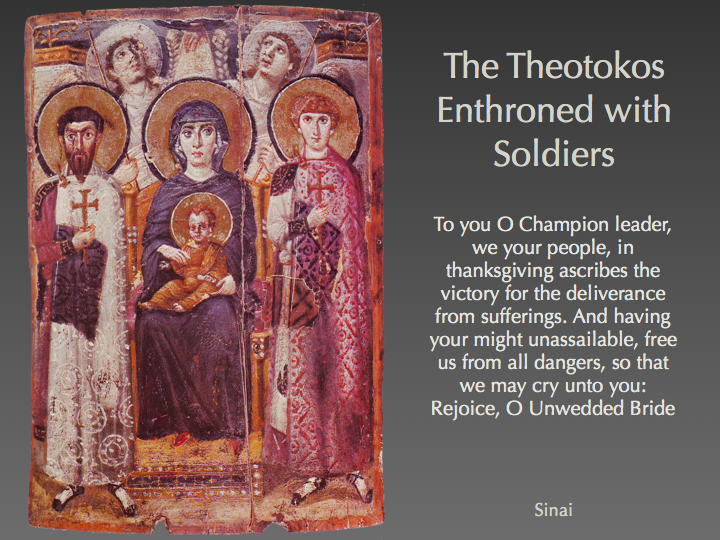 The Theotokos
Enthroned with
Soldiers
To you O Champion leader,
we your people, in
thanksgiving ascribes the
victory for the deliverance
from sufferings. And having
your might unassailable, free
us from all dangers, so that
we may cry unto you:
Rejoice, O Unwedded Bride
Sinai